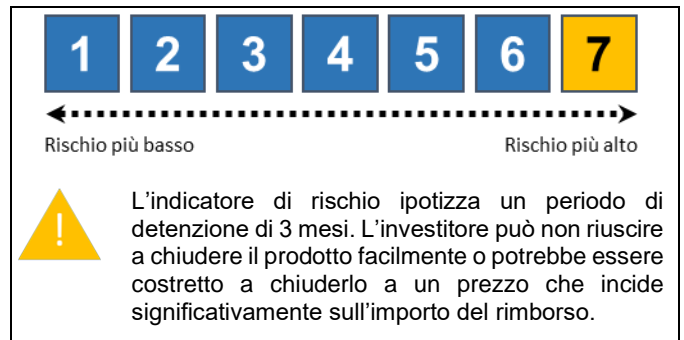 1 2 3 4 5 6 7
Rischio più basso Rischio più alto
! L’indicatore di rischio ipotizza un periodo di
detenzione di 3 mesi. L’investitore può non riuscire
a chiudere il prodotto facilmente o potrebbe essere
costretto a chiuderlo a un prezzo che incide
significativamente sull’importo del rimborso.